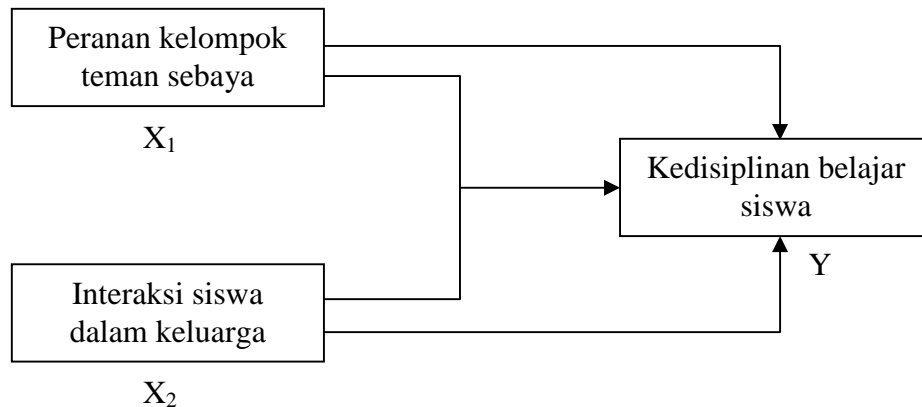 Peranan kelompok
teman sebaya
X₁
Kedisiplinan belajar
siswa
Y
Interaksi siswa
dalam keluarga
X₂